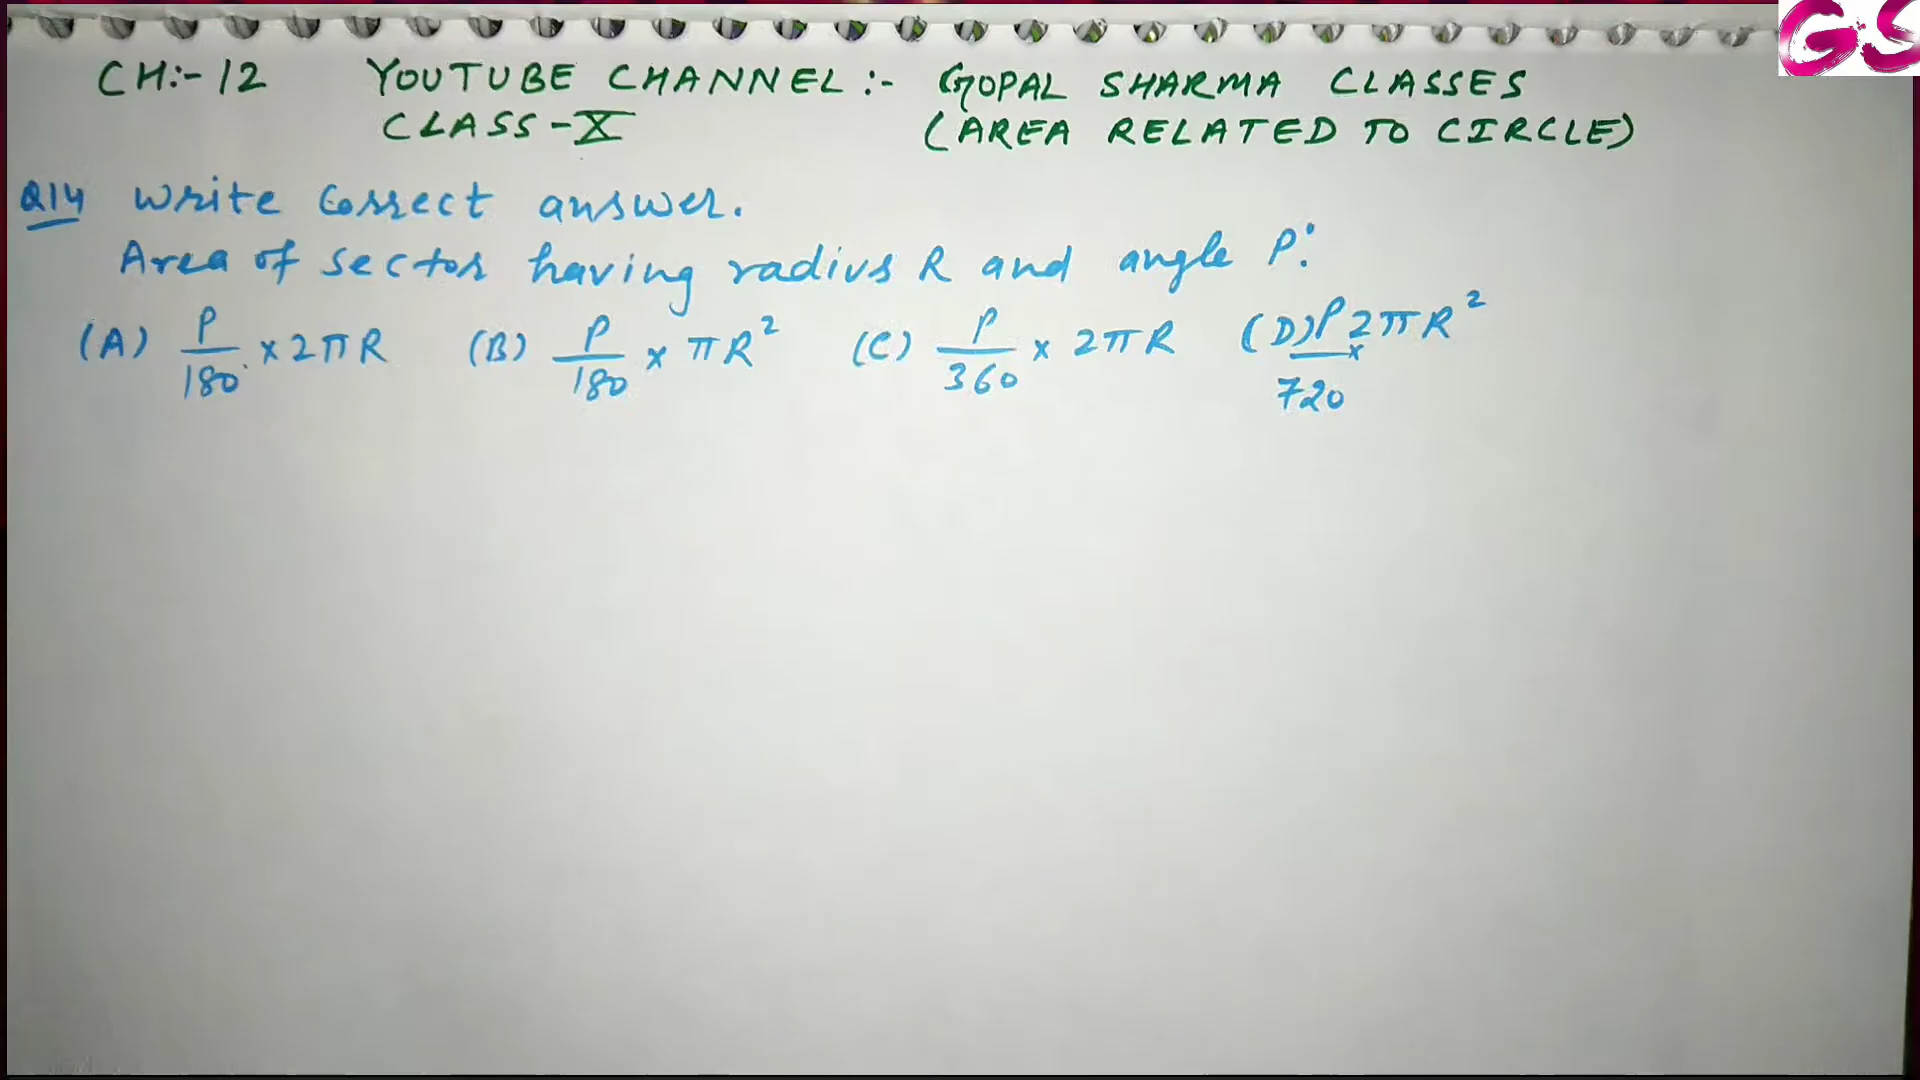 GS
CH:- 12 YOUTUBE CHANNEL :- GOPAL SHARMA CLASSES
CLASS - X (AREA RELATED TO CIRCLE)
Q14 Write Correct answer.
Area of sector having radius R and angle P°:
(A) P/180 × 2πR (B) P/180 × πR² (C) P/360 × 2πR (D) P/720 × 2πR²